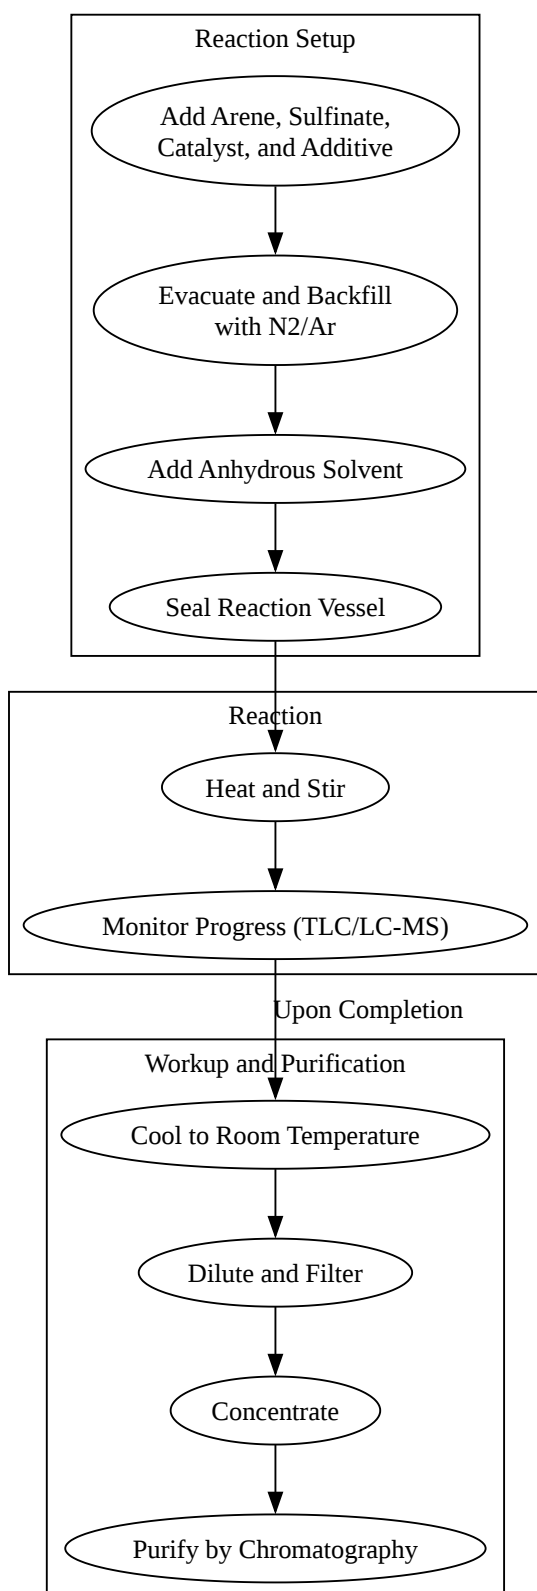 Reaction Setup
Add Arene, Sulfinate,
Catalyst, and Additive
Evacuate and Backfill
with N2/Ar
Add Anhydrous Solvent
Seal Reaction Vessel
Reaction
Heat and Stir
Monitor Progress (TLC/LC-MS)
Upon Completion
Workup and Purification
Cool to Room Temperature
Dilute and Filter
Concentrate
Purify by Chromatography